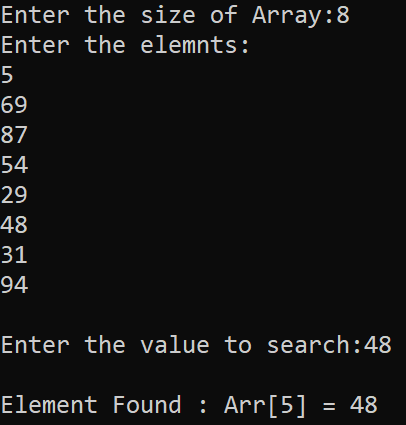 Enter the size of Array:8
Enter the elemnts:
5
69
87
54
29
48
31
94
Enter the value to search:48
Element Found : Arr[5] = 48